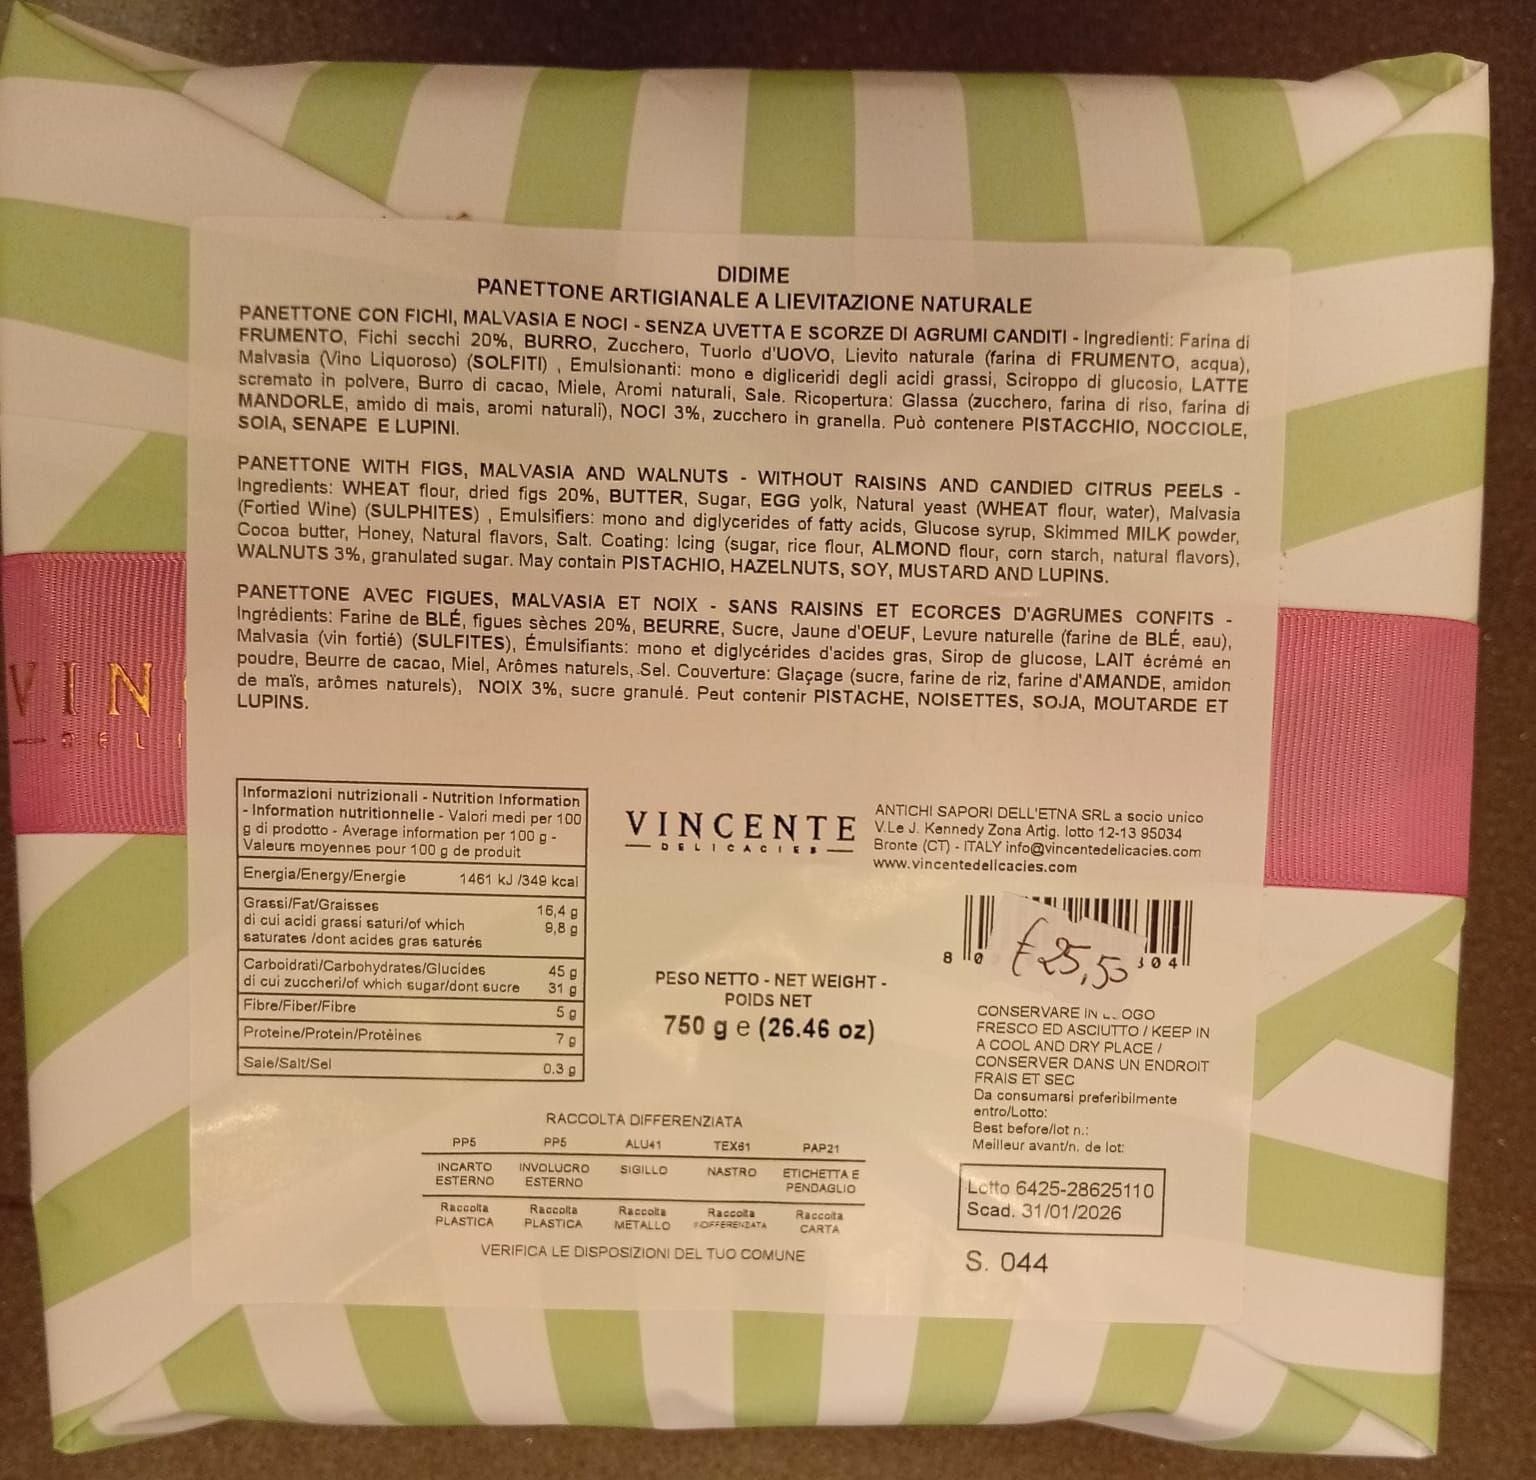 DIDIME
PANETTONE ARTIGIANALE A LIEVITAZIONE NATURALE
PANETTONE CON FICHI, MALVASIA E NOCI - SENZA UVETTA E SCORZE DI AGRUMI CANDITI - Ingredienti: Farina di
FRUMENTO, Fichi secchi 20%, BURRO, Zucchero, Tuorlo d'UOVO, Lievito naturale (farina di FRUMENTO, acqua),
Malvasia (Vino Liquoroso) (SOLFITI) , Emulsionanti: mono e digliceridi degli acidi grassi, Sciroppo di glucosio, LATTE
scremato in polvere, Burro di cacao, Miele, Aromi naturali, Sale. Ricopertura: Glassa (zucchero, farina di riso, farina di
MANDORLE, amido di mais, aromi naturali), NOCI 3%, zucchero in granella. Può contenere PISTACCHIO, NOCCIOLE,
SOIA, SENAPE E LUPINI.
PANETTONE WITH FIGS, MALVASIA AND WALNUTS - WITHOUT RAISINS AND CANDIED CITRUS PEELS -
Ingredients: WHEAT flour, dried figs 20%, BUTTER, Sugar, EGG yolk, Natural yeast (WHEAT flour, water), Malvasia
(Fortied Wine) (SULPHITES) , Emulsifiers: mono and diglycerides of fatty acids, Glucose syrup, Skimmed MILK powder,
Cocoa butter, Honey, Natural flavors, Salt. Coating: Icing (sugar, rice flour, ALMOND flour, corn starch, natural flavors),
WALNUTS 3%, granulated sugar. May contain PISTACHIO, HAZELNUTS, SOY, MUSTARD AND LUPINS.
PANETTONE AVEC FIGUES, MALVASIA ET NOIX - SANS RAISINS ET ECORCES D'AGRUMES CONFITS -
Ingrédients: Farine de BLÉ, figues sèches 20%, BEURRE, Sucre, Jaune d'OEUF, Levure naturelle (farine de BLÉ, eau),
Malvasia (vin fortié) (SULFITES), Émulsifiants: mono et diglycérides d'acides gras, Sirop de glucose, LAIT écrémé en
poudre, Beurre de cacao, Miel, Arômes naturels, Sel. Couverture: Glaçage (sucre, farine de riz, farine d'AMANDE, amidon
de maïs, arômes naturels), NOIX 3%, sucre granulé. Peut contenir PISTACHE, NOISETTES, SOJA, MOUTARDE ET
LUPINS.
VIN
DELI
Informazioni nutrizionali - Nutrition Information
- Information nutritionnelle - Valori medi per 100
g di prodotto - Average information per 100 g -
Valeurs moyennes pour 100 g de produit
Energia/Energy/Energie 1461 kJ /349 kcal
Grassi/Fat/Graisses 16,4 g
di cui acidi grassi saturi/of which 9,8 g
saturates /dont acides gras saturés
Carboidrati/Carbohydrates/Glucides 45 g
di cui zuccheri/of which sugar/dont sucre 31 g
Fibre/Fiber/Fibre 5 g
Proteine/Protein/Protèines 7 g
Sale/Salt/Sel 0.3 g
VINCENTE
DELICACIES
ANTICHI SAPORI DELL'ETNA SRL a socio unico
V.Le J. Kennedy Zona Artig. lotto 12-13 95034
Bronte (CT) - ITALY info@vincentedelicacies.com
www.vincentedelicacies.com
8 0 304
€ 25,50
PESO NETTO - NET WEIGHT -
POIDS NET
750 g e (26.46 oz)
CONSERVARE IN OGO
FRESCO ED ASCIUTTO / KEEP IN
A COOL AND DRY PLACE /
CONSERVER DANS UN ENDROIT
FRAIS ET SEC
Da consumarsi preferibilmente
entro/Lotto:
Best before/lot n.:
Meilleur avant/n. de lot:
Lotto 6425-28625110
Scad. 31/01/2026
S. 044
RACCOLTA DIFFERENZIATA
PP5 PP5 ALU41 TEX61 PAP21
INCARTO INVOLUCRO SIGILLO NASTRO ETICHETTA E
ESTERNO ESTERNO PENDAGLIO
Raccolta Raccolta Raccolta Raccolta Raccolta
PLASTICA PLASTICA METALLO CARTA
VERIFICA LE DISPOSIZIONI DEL TUO COMUNE